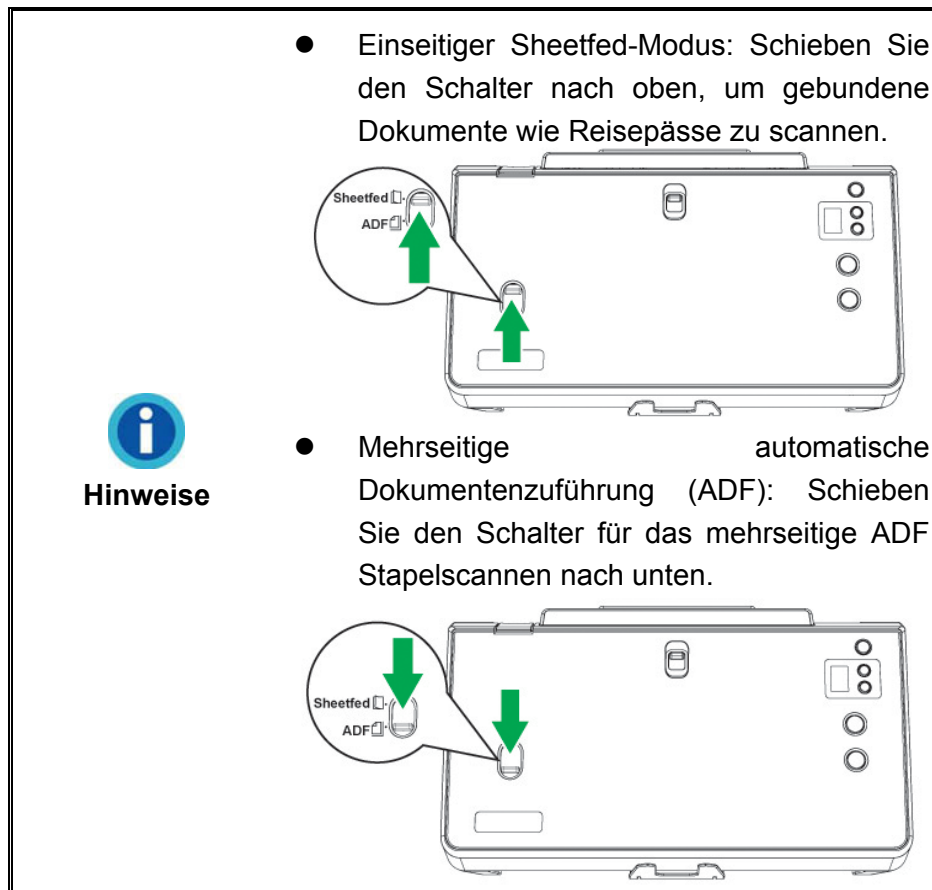 ● Einseitiger Sheetfed-Modus: Schieben Sie
den Schalter nach oben, um gebundene
Dokumente wie Reisepässe zu scannen.
Sheetfed
ADF
Hinweise
● Mehrseitige automatische
Dokumentenzuführung (ADF): Schieben
Sie den Schalter für das mehrseitige ADF
Stapelscannen nach unten.
Sheetfed
ADF